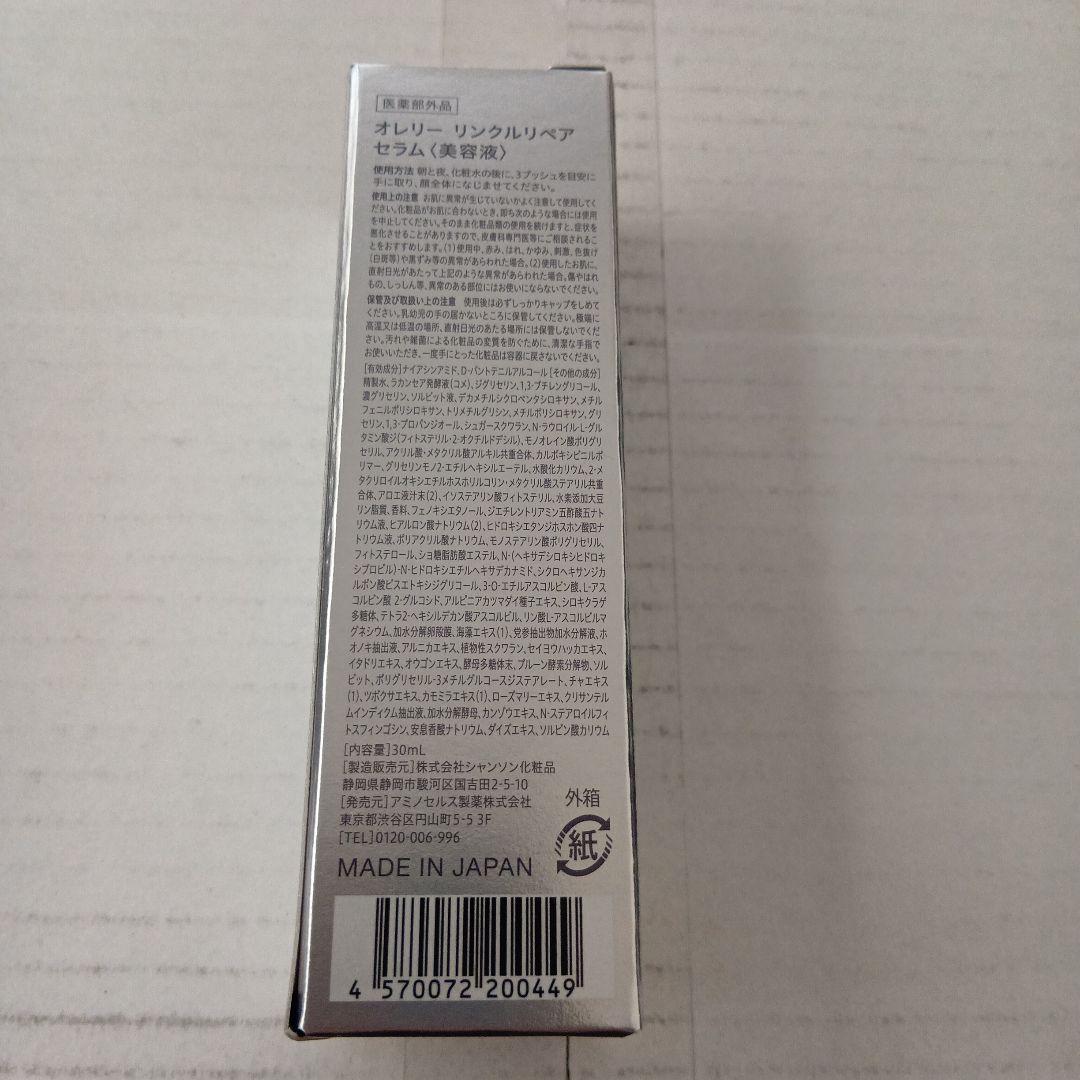 医薬部外品
オレリー リンクルリペア
セラム〈美容液〉
使用方法 朝と夜、化粧水の後に、3プッシュを目安に
手に取り、顔全体になじませてください。
使用上の注意 お肌に異常が生じていないかよく注意して使用してく
ださい。化粧品がお肌に合わないとき、即ち次のような場合には使用
を中止してください。そのまま化粧品類の使用を続けますと、症状を
悪化させることがありますので、皮膚科専門医等にご相談されるこ
とをおすすめします。(1)使用中、赤み、はれ、かゆみ、刺激、色抜け
(白斑等)や黒ずみ等の異常があらわれた場合。(2)使用したお肌に、
直射日光があたって上記のような異常があらわれた場合。傷やはれ
もの、しっしん等、異常のある部位にはお使いにならないでください。
保管及び取扱い上の注意 使用後は必ずしっかりキャップをしめて
ください。乳幼児の手の届かないところに保管してください。極端に
高温又は低温の場所、直射日光のあたる場所には保管しないでくだ
さい。汚れや雑菌による化粧品の変質を防ぐために、清潔な手指で
お使いいただき、一度手にとった化粧品は容器に戻さないでください。
[有効成分]ナイアシンアミド、D-パントテニルアルコール[その他の成分]
精製水、ラカンセア発酵液(コメ)、ジグリセリン、1,3-ブチレングリコール、
濃グリセリン、ソルビット液、デカメチルシクロペンタシロキサン、メチル
フェニルポリシロキサン、トリメチルグリシン、メチルポリシロキサン、グリ
セリン、1,3-プロパンジオール、シュガースクワラン、N-ラウロイル-L-グル
タミン酸ジ(フィトステリル・2-オクチルドデシル)、モノオレイン酸ポリグリ
セリル、アクリル酸・メタクリル酸アルキル共重合体、カルボキシビニルポ
リマー、グリセリンモノ2-エチルヘキシルエーテル、水酸化カリウム、2-メ
タクリロイルオキシエチルホスホリルコリン・メタクリル酸ステアリル共重
合体、アロエ液汁末(2)、イソステアリン酸フィトステリル、水素添加大豆
リン脂質、香料、フェノキシエタノール、ジエチレントリアミン五酢酸五ナト
リウム液、ヒアルロン酸ナトリウム(2)、ヒドロキシエタンジホスホン酸四ナ
トリウム液、ポリアクリル酸ナトリウム、モノステアリン酸ポリグリセリル、
フィトステロール、ショ糖脂肪酸エステル、N-(ヘキサデシロキシヒドロキ
シプロピル)-N-ヒドロキシエチルヘキサデカナミド、シクロヘキサンジカ
ルボン酸ビスエトキシジグリコール、3-O-エチルアスコルビン酸、L-アス
コルビン酸 2-グルコシド、アルピニアカツマダイ種子エキス、シロキクラゲ
多糖体、テトラ2-ヘキシルデカン酸アスコルビル、リン酸L-アスコルビルマ
グネシウム、加水分解卵殻膜、海藻エキス(1)、党参抽出物加水分解液、ホ
オノキ抽出液、アルニカエキス、植物性スクワラン、セイヨウハッカエキス、
イタドリエキス、オウゴンエキス、酵母多糖体末、プルーン酵素分解物、ソル
ビット、ポリグリセリル-3メチルグルコースジステアレート、チャエキス
(1)、ツボクサエキス、カモミラエキス(1)、ローズマリーエキス、クリサンテル
ムインディクム抽出液、加水分解酵母、カンゾウエキス、N-ステアロイルフィ
トスフィンゴシン、安息香酸ナトリウム、ダイズエキス、ソルビン酸カリウム
[内容量]30mL
[製造販売元]株式会社シャンソン化粧品
静岡県静岡市駿河区国吉田2-5-10
[発売元]アミノセルス製薬株式会社
東京都渋谷区円山町5-5 3F
[TEL]0120-006-996
外箱
紙
MADE IN JAPAN
4 570072 200449